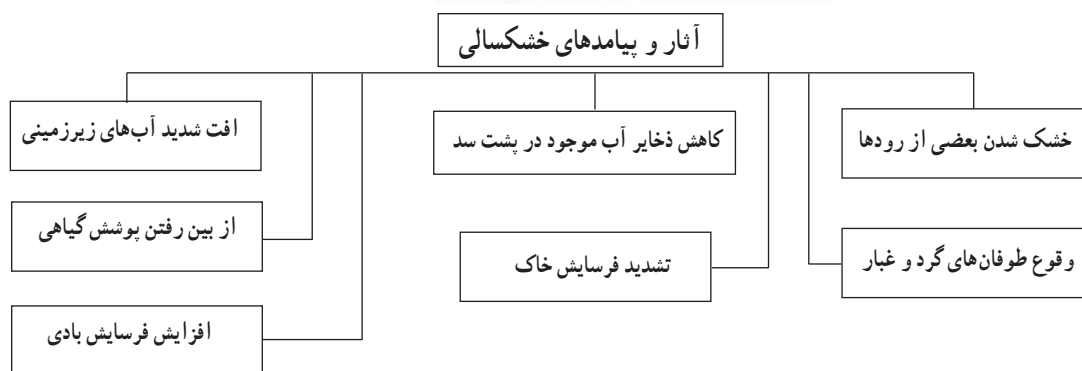 آثار و پیامدهای خشکسالی
خشک شدن بعضی از رودها
کاهش ذخایر آب موجود در پشت سد
افت شدید آب‌های زیرزمینی
وقوع طوفان‌های گرد و غبار
تشدید فرسایش خاک
از بین رفتن پوشش گیاهی
افزایش فرسایش بادی